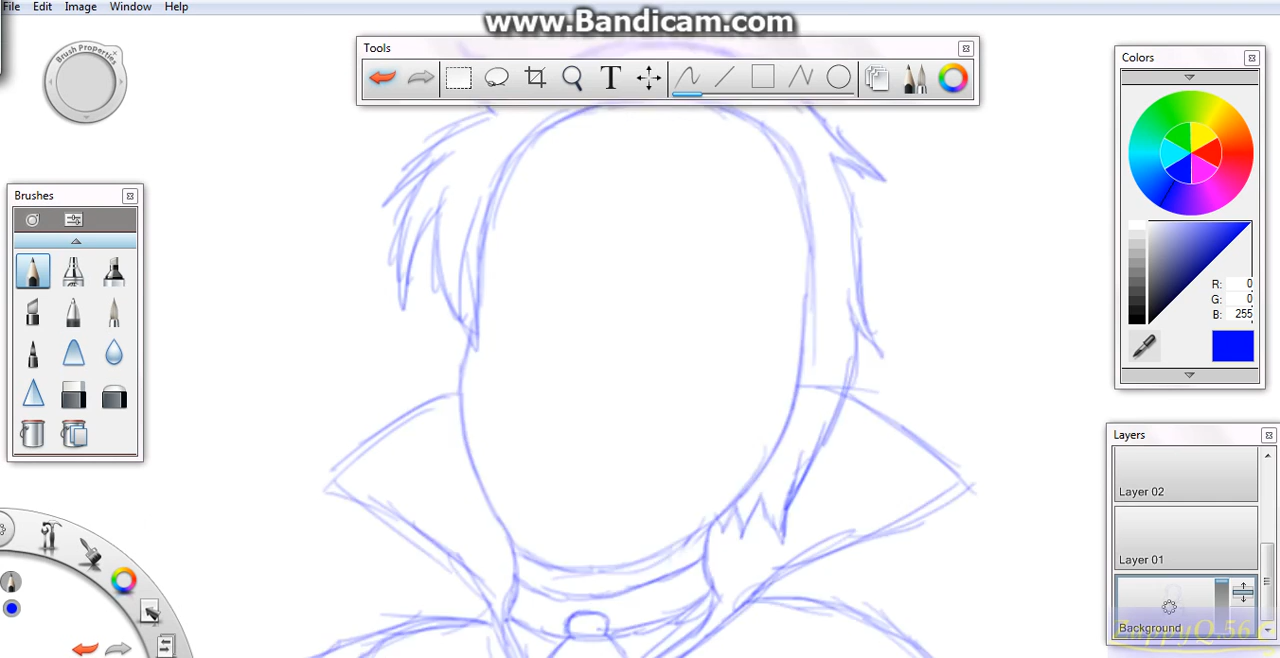 www.Bandicam.com
File Edit Image Window Help
Brush Properties
Tools
T
Colors
R: 0
G: 0
B: 255
Brushes
Layers
Layer 02
Layer 01
Background